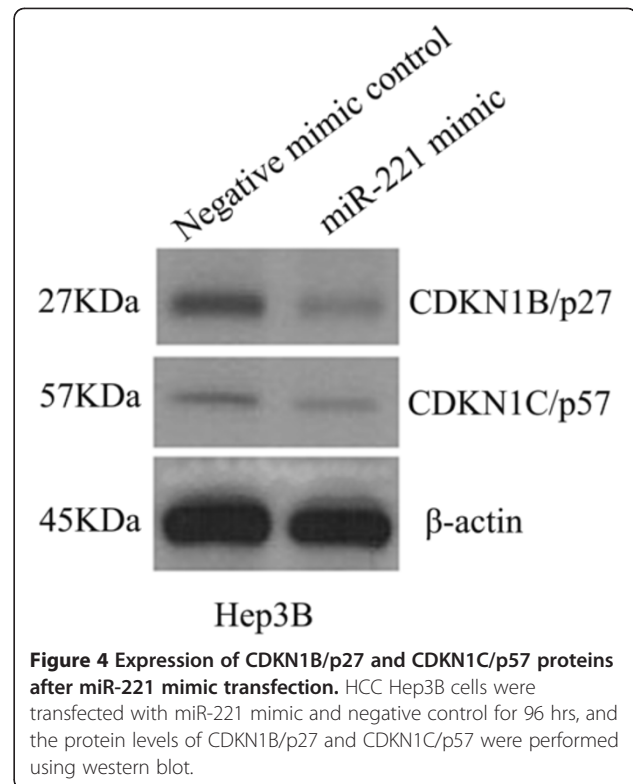 Negative mimic control
miR-221 mimic
27KDa
CDKN1B/p27
57KDa
CDKN1C/p57
45KDa
β-actin
Hep3B
Figure 4 Expression of CDKN1B/p27 and CDKN1C/p57 proteins
after miR-221 mimic transfection. HCC Hep3B cells were
transfected with miR-221 mimic and negative control for 96 hrs, and
the protein levels of CDKN1B/p27 and CDKN1C/p57 were performed
using western blot.